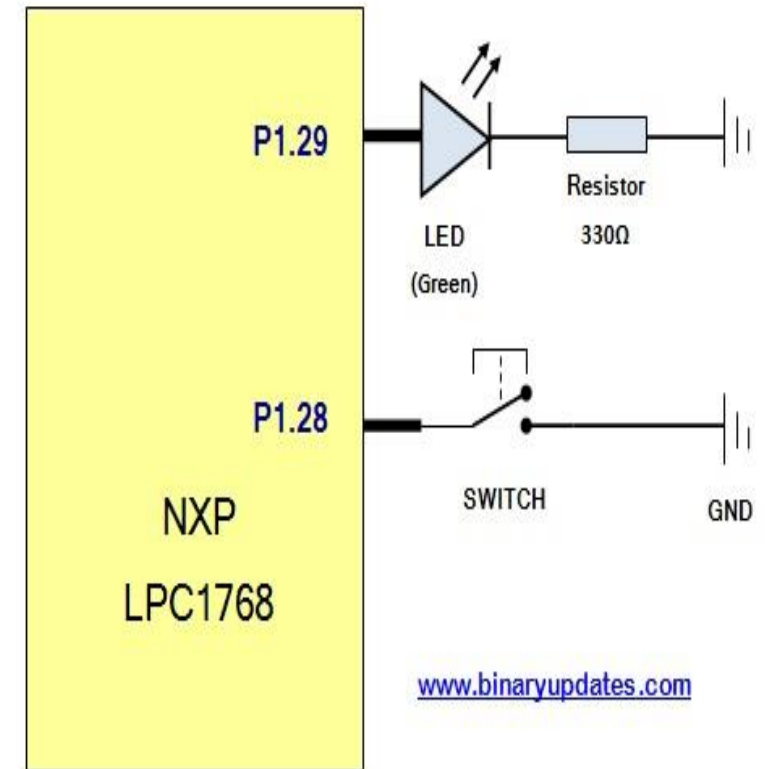 P1.29
Resistor
LED
330Ω
(Green)
P1.28
SWITCH
GND
NXP
LPC1768
www.binaryupdates.com